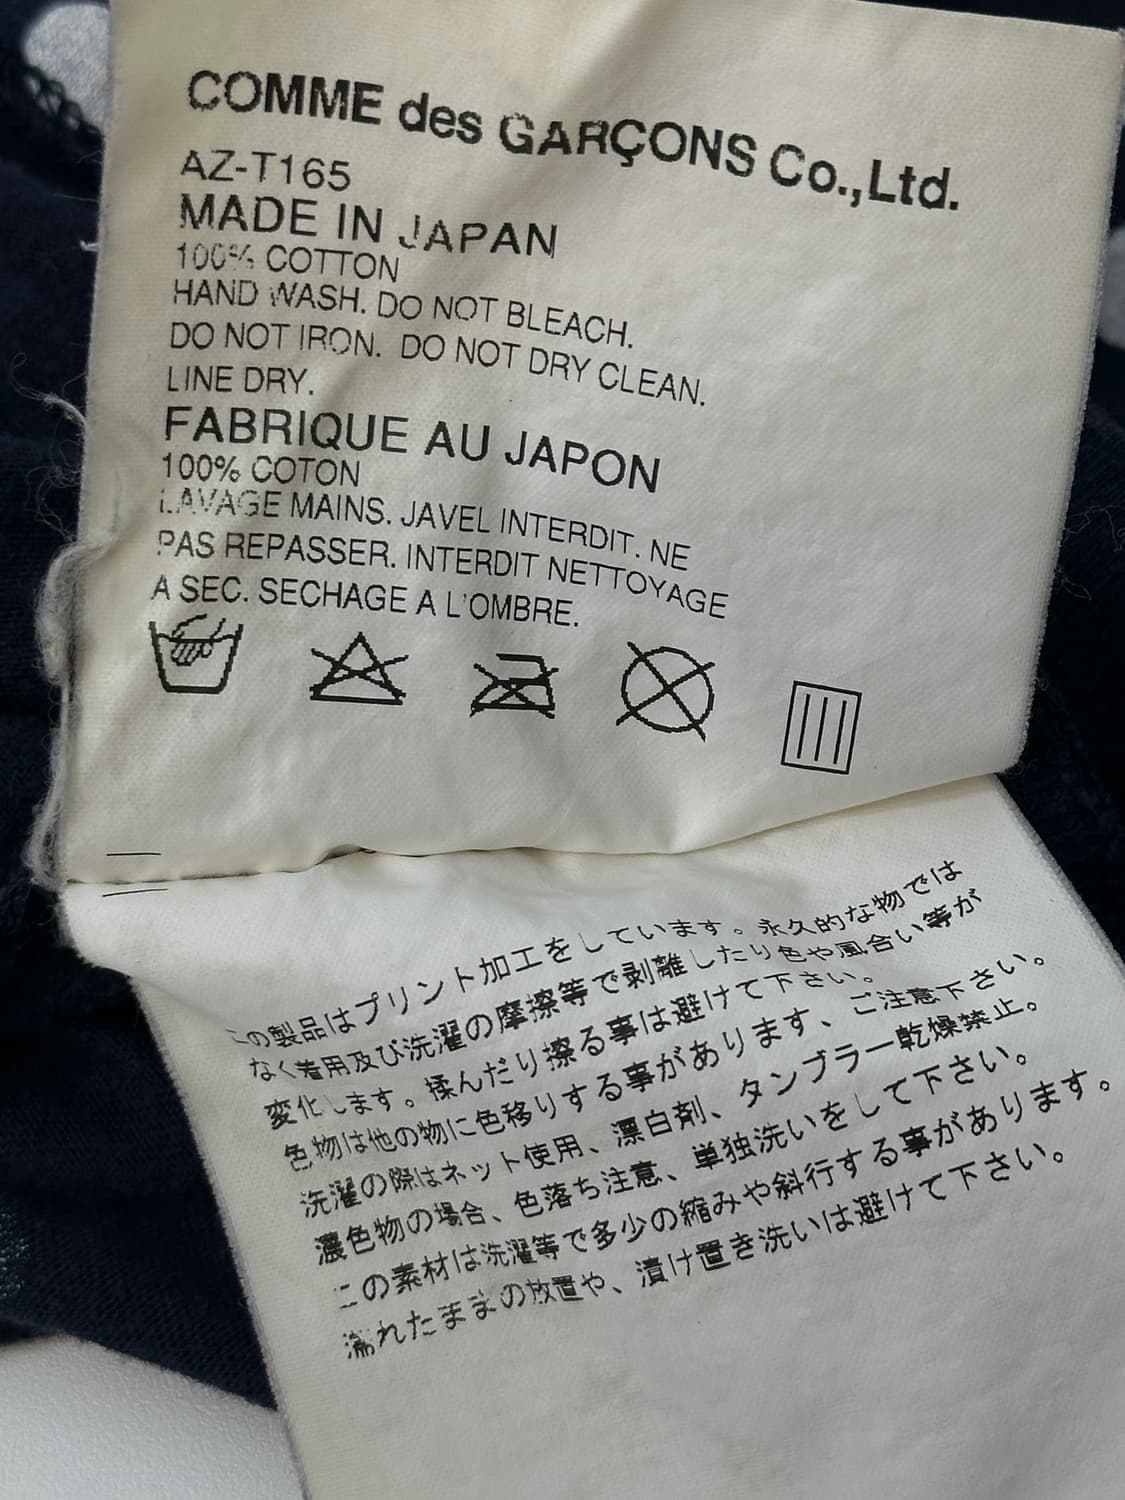 COMME des GARÇONS Co.,Ltd.
AZ-T165
MADE IN JAPAN
100% COTTON
HAND WASH. DO NOT BLEACH.
DO NOT IRON. DO NOT DRY CLEAN.
LINE DRY.
FABRIQUE AU JAPON
100% COTON
LAVAGE MAINS. JAVEL INTERDIT. NE
PAS REPASSER. INTERDIT NETTOYAGE
A SEC. SECHAGE A L'OMBRE.
この製品はプリント加工をしています。永久的な物では
なく着用及び洗濯の摩擦等で剥離したり色や風合い等が
変化します。揉んだり擦る事は避けて下さい。
色物は他の物に色移りする事があります、ご注意下さい。
洗濯の際はネット使用、漂白剤、タンブラー乾燥禁止。
濃色物の場合、色落ち注意、単独洗いをして下さい。
この素材は洗濯等で多少の縮みや斜行する事があります。
濡れたままの放置や、漬け置き洗いは避けて下さい。